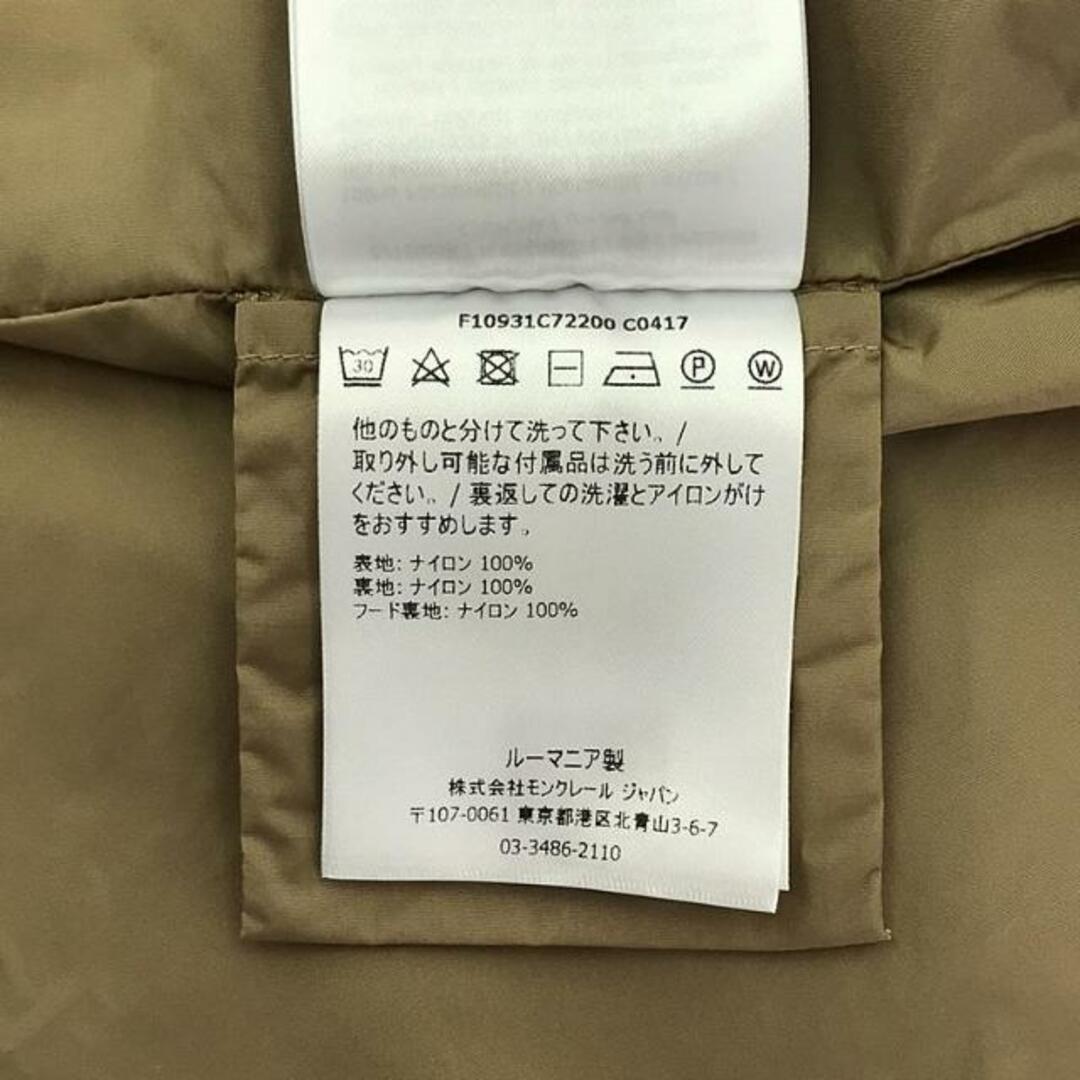 F10931C72200 C0417
30
P W
他のものと分けて洗って下さい。/
取り外し可能な付属品は洗う前に外して
ください。/ 裏返しての洗濯とアイロンがけ
をおすすめします。
表地: ナイロン 100%
裏地: ナイロン 100%
フード裏地: ナイロン 100%
ルーマニア製
株式会社モンクレール ジャパン
〒107-0061 東京都港区北青山3-6-7
03-3486-2110